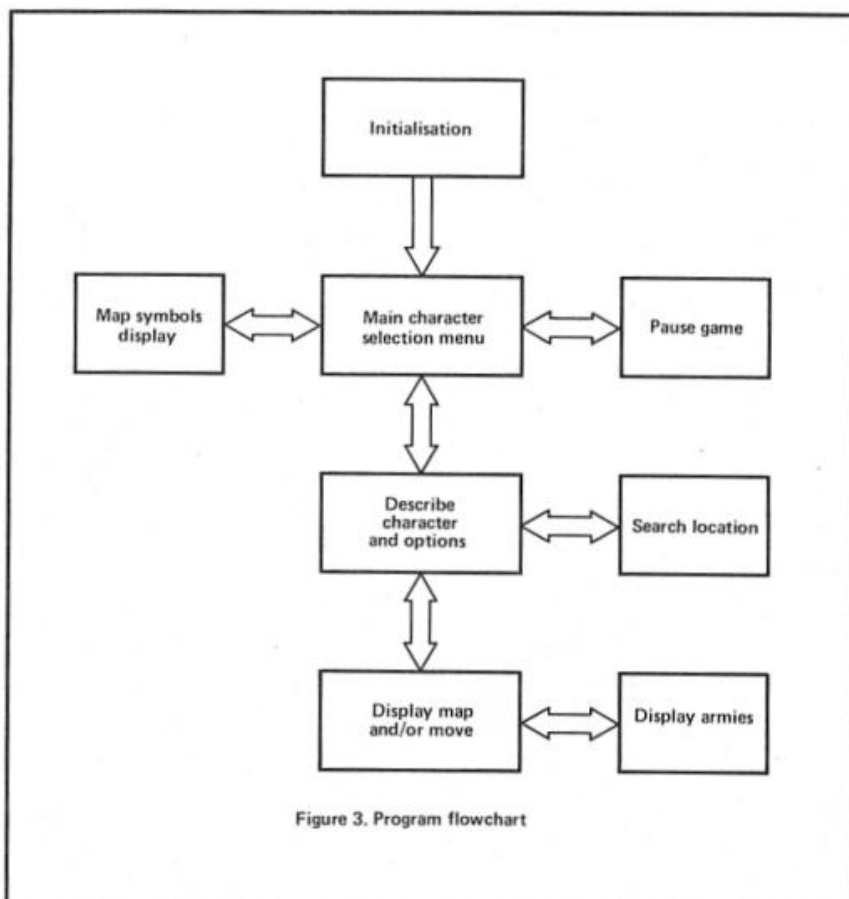 Initialisation
Map symbols
display
Main character
selection menu
Pause game
Describe
character
and options
Search location
Display map
and/or move
Display armies
Figure 3. Program flowchart